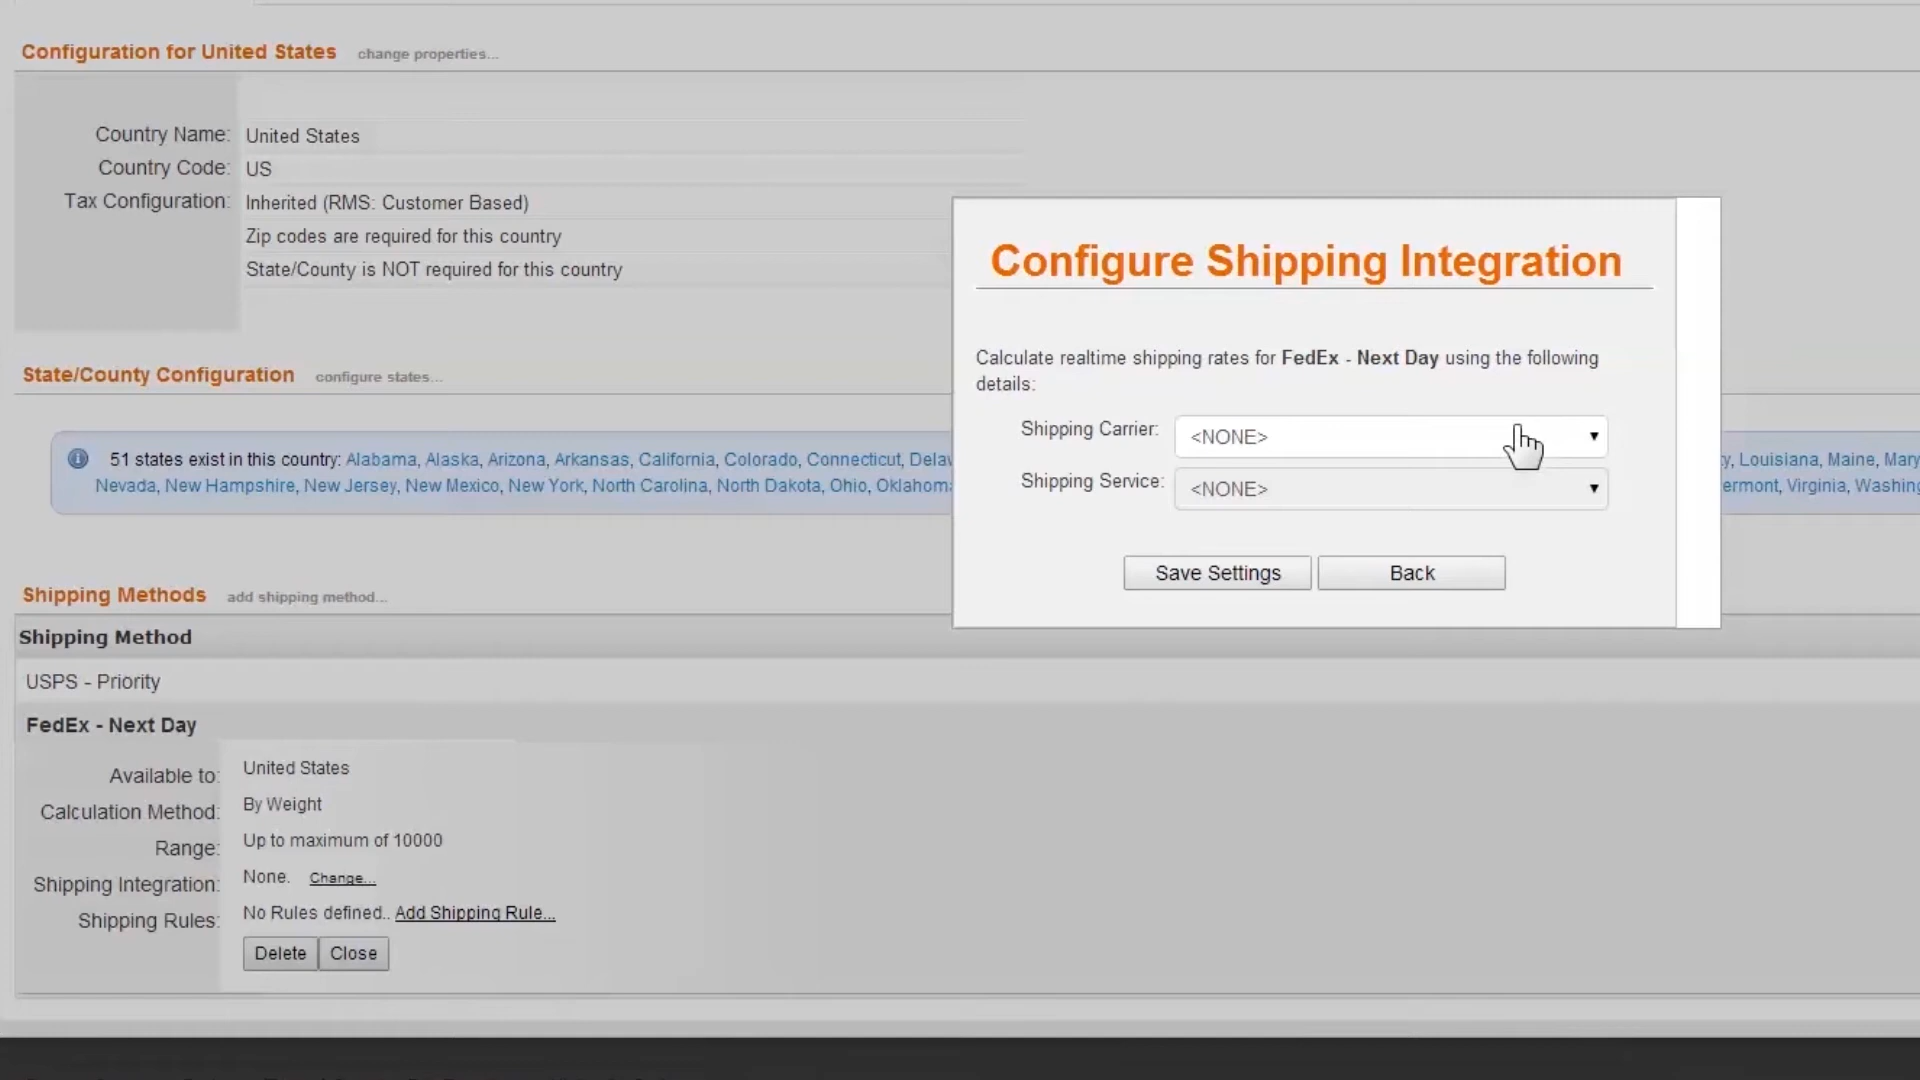 Configuration for United States change properties...
Country Name: United States
Country Code: US
Tax Configuration: Inherited (RMS: Customer Based)
Zip codes are required for this country
State/County is NOT required for this country
Configure Shipping Integration
Calculate realtime shipping rates for FedEx - Next Day using the following
details:
Shipping Carrier: <NONE>
Shipping Service: <NONE>
Save Settings Back
State/County Configuration configure states...
51 states exist in this country: Alabama, Alaska, Arizona, Arkansas, California, Colorado, Connecticut, Louisiana, Maine,
Nevada, New Hampshire, New Jersey, New Mexico, New York, North Carolina, North Dakota, Ohio, Virginia,
Shipping Methods add shipping method...
Shipping Method
USPS - Priority
FedEx - Next Day
Available to: United States
Calculation Method: By Weight
Range: Up to maximum of 10000
Shipping Integration: None. Change...
Shipping Rules: No Rules defined.. Add Shipping Rule...
Delete Close